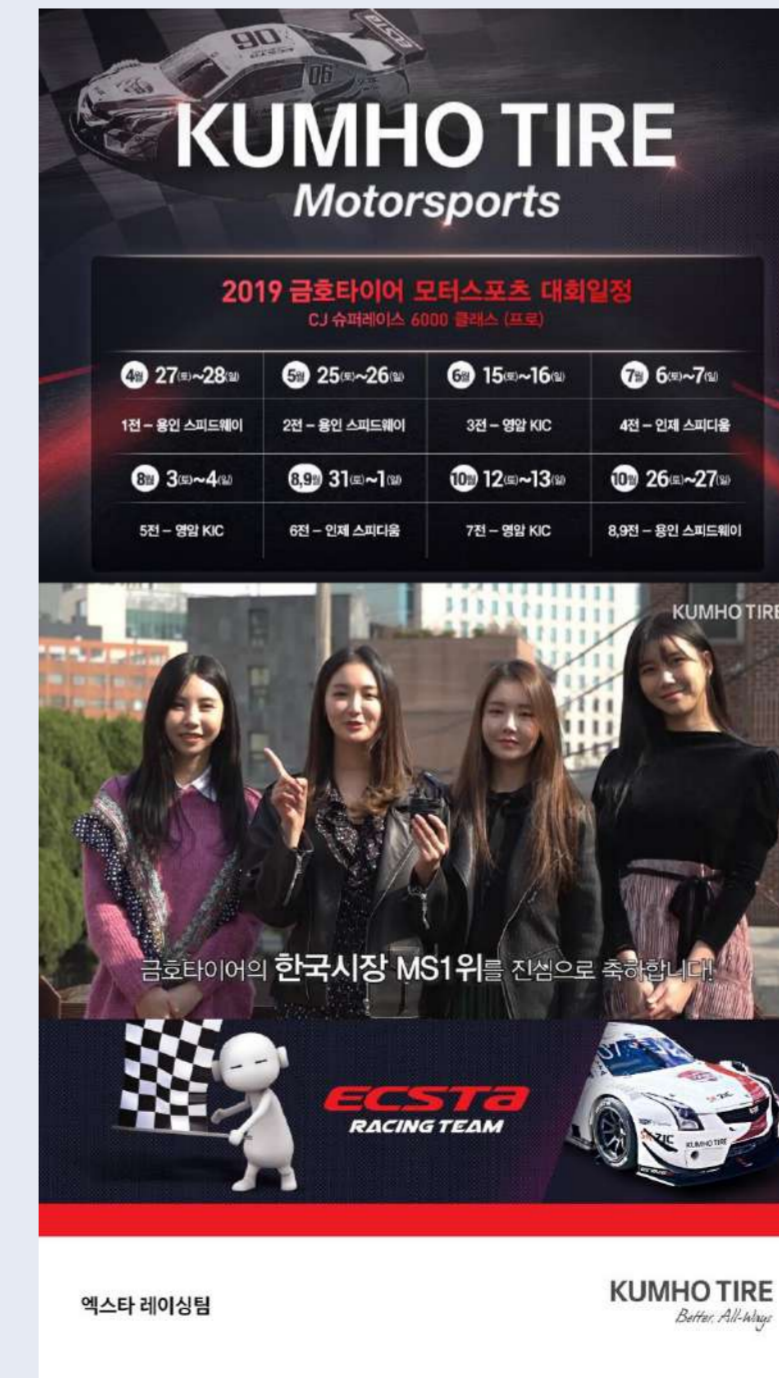 90
ecsta
06
KUMHO TIRE
Motorsports
2019 금호타이어 모터스포츠 대회일정
CJ 슈퍼레이스 6000 클래스 (프로)
4월 27(토)~28(일)
5월 25(토)~26(일)
6월 15(토)~16(일)
7월 6(토)~7(일)
1전 – 용인 스피드웨이
2전 – 용인 스피드웨이
3전 – 영암 KIC
4전 – 인제 스피디움
8월 3(토)~4(일)
8,9월 31(토)~1(일)
10월 12(토)~13(일)
10월 26(토)~27(일)
5전 – 영암 KIC
6전 – 인제 스피디움
7전 – 영암 KIC
8,9전 – 용인 스피드웨이
KUMHO TIRE
금호타이어의 한국시장 MS1위를 진심으로 축하합니다!
ECSTA
RACING TEAM
07
ZIC
SK ZIC
KUMHO TIRE
엑스타 레이싱팀
KUMHO TIRE
Better, All-Ways